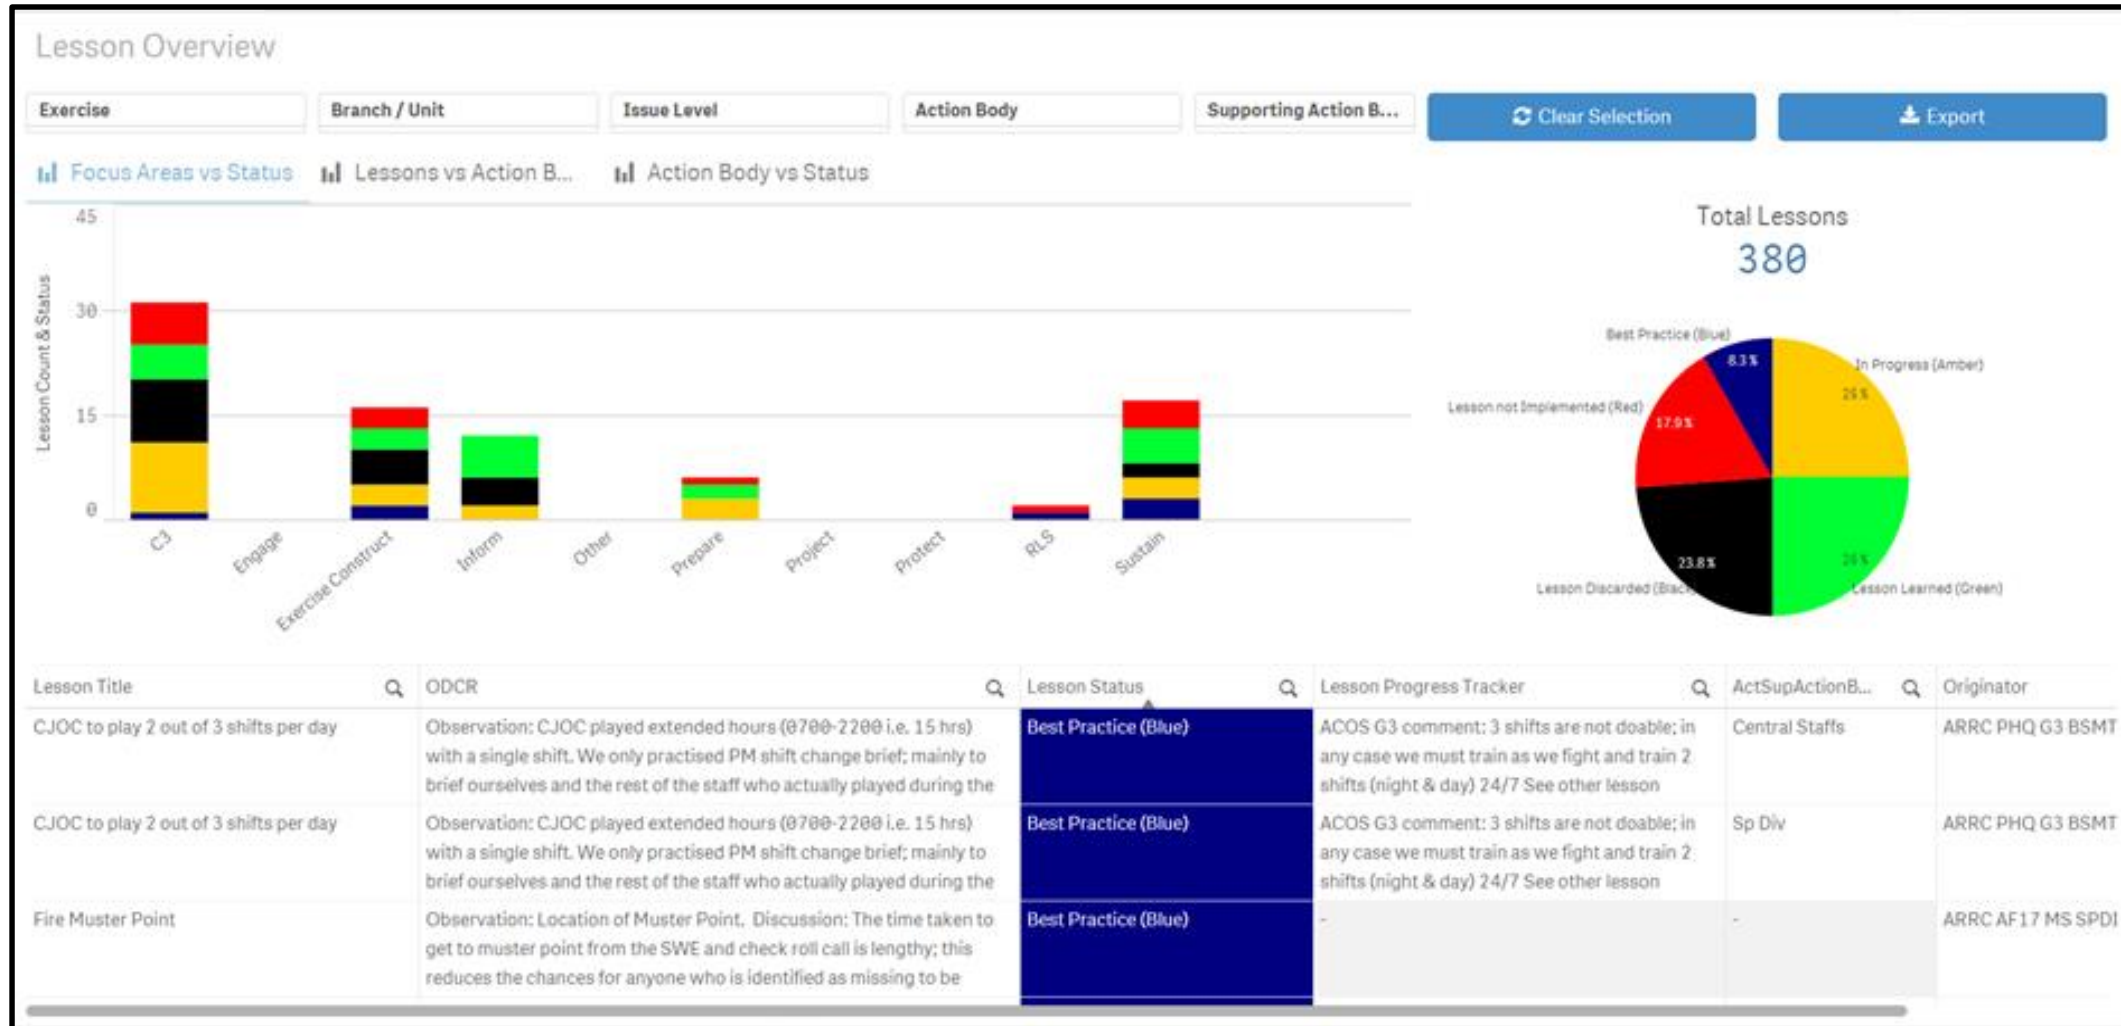 Lesson Overview
Exercise
Branch / Unit
Issue Level
Action Body
Supporting Action B...
Clear Selection
Export
Focus Areas vs Status
Lessons vs Action B...
Action Body vs Status
45
30
15
0
Lesson Count & Status
C3
Engage
Exercise Construct
Inform
Other
Prepare
Project
Protect
RLS
Sustain
Total Lessons
380
Best Practice (Blue)
8.3%
In Progress (Amber)
Lesson not Implemented (Red)
17.9%
23.8%
Lesson Discarded (Black)
Lesson Learned (Green)
Lesson Title
ODCR
Lesson Status
Lesson Progress Tracker
ActSupActionB...
Originator
CJOC to play 2 out of 3 shifts per day
Observation: CJOC played extended hours (0700-2200 i.e. 15 hrs)
with a single shift. We only practised PM shift change brief; mainly to
brief ourselves and the rest of the staff who actually played during the
Best Practice (Blue)
ACOS G3 comment: 3 shifts are not doable; in
any case we must train as we fight and train 2
shifts (night & day) 24/7 See other lesson
Central Staffs
ARRC PHQ G3 BSMT
CJOC to play 2 out of 3 shifts per day
Observation: CJOC played extended hours (0700-2200 i.e. 15 hrs)
with a single shift. We only practised PM shift change brief; mainly to
brief ourselves and the rest of the staff who actually played during the
Best Practice (Blue)
ACOS G3 comment: 3 shifts are not doable; in
any case we must train as we fight and train 2
shifts (night & day) 24/7 See other lesson
Sp Div
ARRC PHQ G3 BSMT
Fire Muster Point
Observation: Location of Muster Point. Discussion: The time taken to
get to muster point from the SWE and check roll call is lengthy; this
reduces the chances for anyone who is identified as missing to be
Best Practice (Blue)
-
-
ARRC AF17 MS SPDI